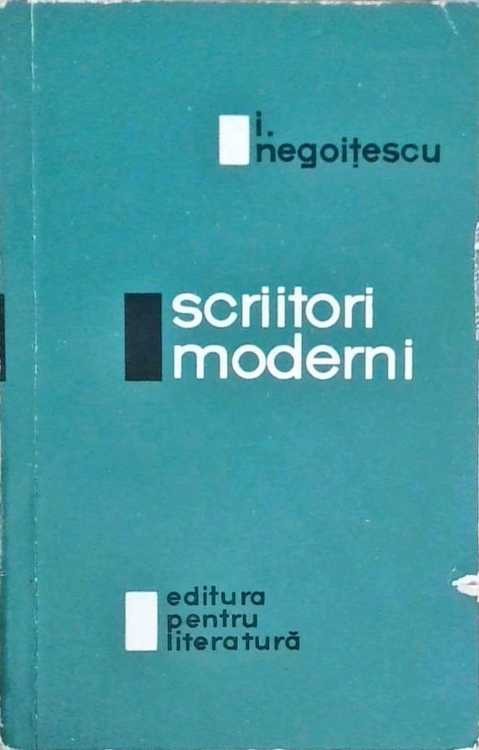 i.
negoițescu
scriitori
moderni
editura
pentru
literatură